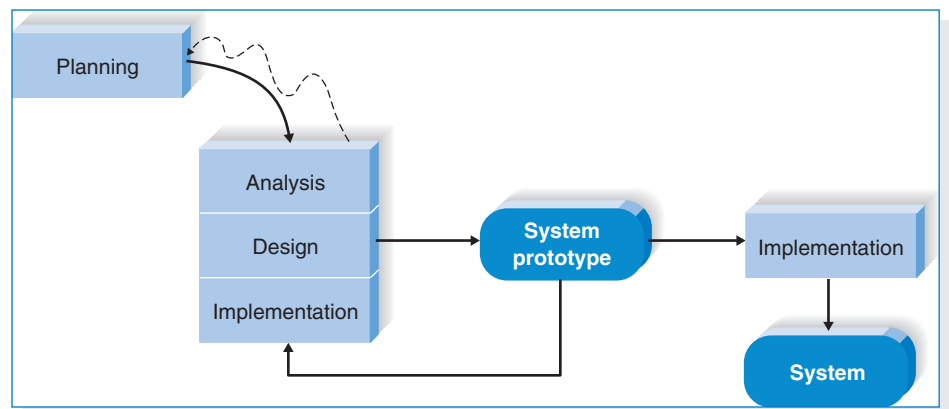 Planning
Analysis
Design
Implementation
System
prototype
Implementation
System